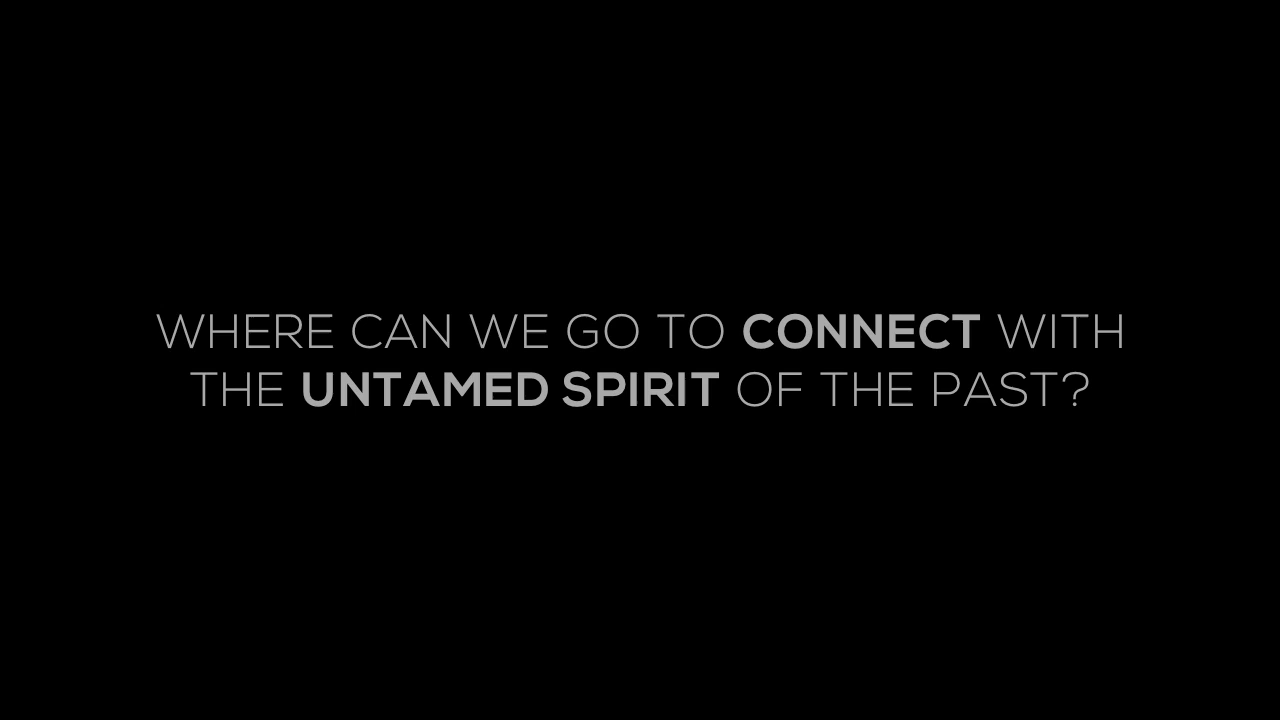 WHERE CAN WE GO TO CONNECT WITH
THE UNTAMED SPIRIT OF THE PAST?